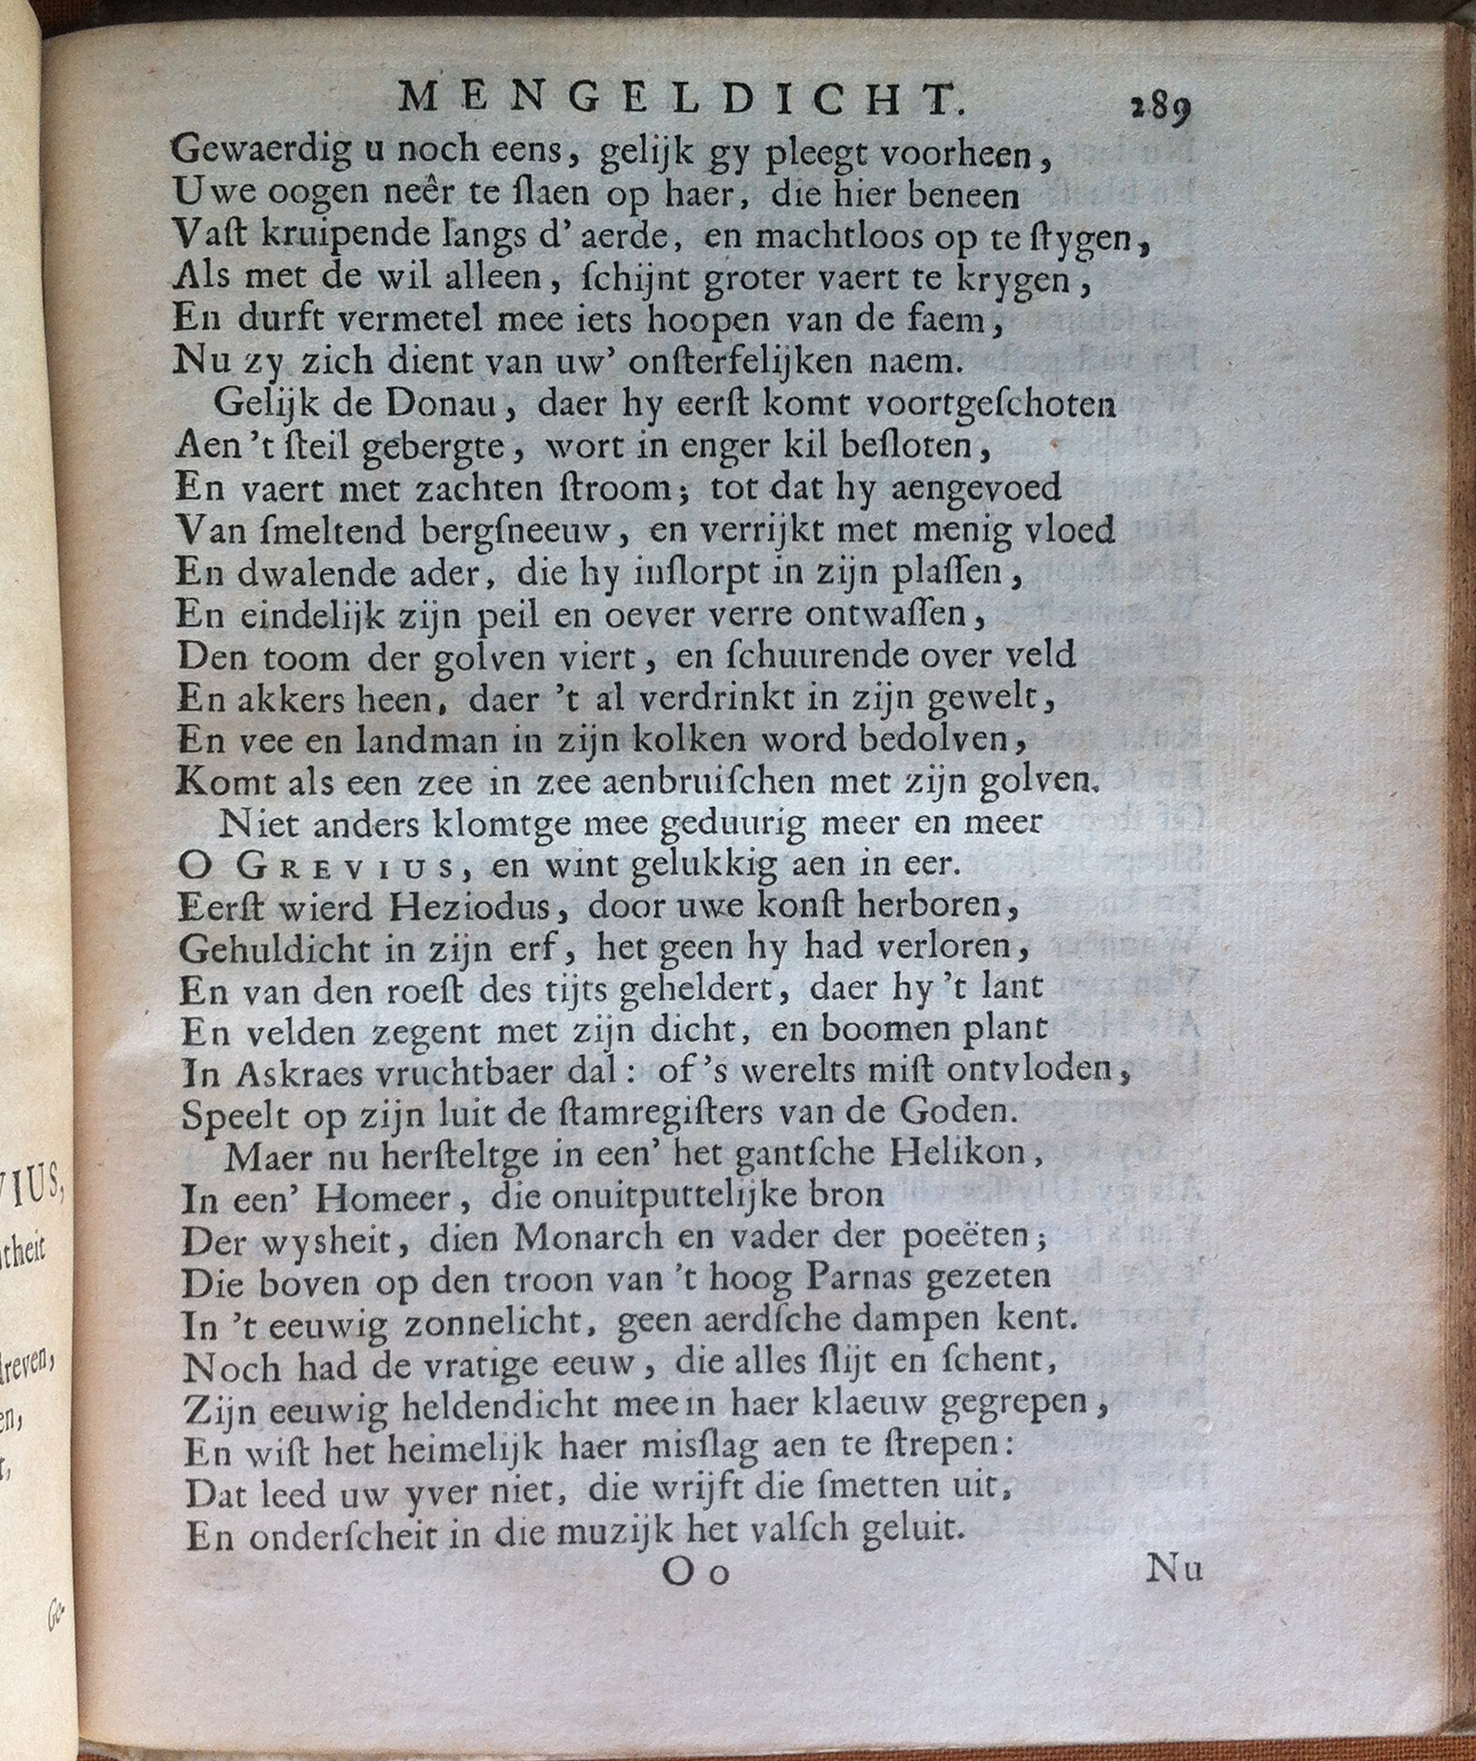 MENGELDICHT. 289
Gewaerdig u noch eens, gelijk gy pleegt voorheen,
Uwe oogen neêr te ſlaen op haer, die hier beneen
Vaſt kruipende langs d' aerde, en machtloos op te ſtygen,
Als met de wil alleen, ſchijnt groter vaert te krygen,
En durft vermetel mee iets hoopen van de faem,
Nu zy zich dient van uw' onſterfelijken naem.
Gelijk de Donau, daer hy eerſt komt voortgeſchoten
Aen 't ſteil gebergte, wort in enger kil beſloten,
En vaert met zachten ſtroom; tot dat hy aengevoed
Van ſmeltend bergſneeuw, en verrijkt met menig vloed
En dwalende ader, die hy inſlorpt in zijn plaſſen,
En eindelijk zijn peil en oever verre ontwaſſen,
Den toom der golven viert, en ſchuurende over veld
En akkers heen, daer 't al verdrinkt in zijn gewelt,
En vee en landman in zijn kolken word bedolven,
Komt als een zee in zee aenbruiſchen met zijn golven.
Niet anders klomtge mee geduurig meer en meer
O GREVIUS, en wint gelukkig aen in eer.
Eerſt wierd Heziodus, door uwe konſt herboren,
Gehuldicht in zijn erf, het geen hy had verloren,
En van den roeſt des tijts geheldert, daer hy 't lant
En velden zegent met zijn dicht, en boomen plant
In Askraes vruchtbaer dal: of 's werelts miſt ontvloden,
Speelt op zijn luit de ſtamregiſters van de Goden.
Maer nu herſteltge in een' het gantſche Helikon,
In een' Homeer, die onuitputtelijke bron
Der wysheit, dien Monarch en vader der poeëten;
Die boven op den troon van 't hoog Parnas gezeten
In 't eeuwig zonnelicht, geen aerdſche dampen kent.
Noch had de vratige eeuw, die alles ſlijt en ſchent,
Zijn eeuwig heldendicht mee in haer klaeuw gegrepen,
En wiſt het heimelijk haer misſlag aen te ſtrepen:
Dat leed uw yver niet, die wrijft die ſmetten uit,
En onderſcheit in die muzijk het valſch geluit.
Oo Nu
VIUS,
theit
dreven,
en,
Ge-